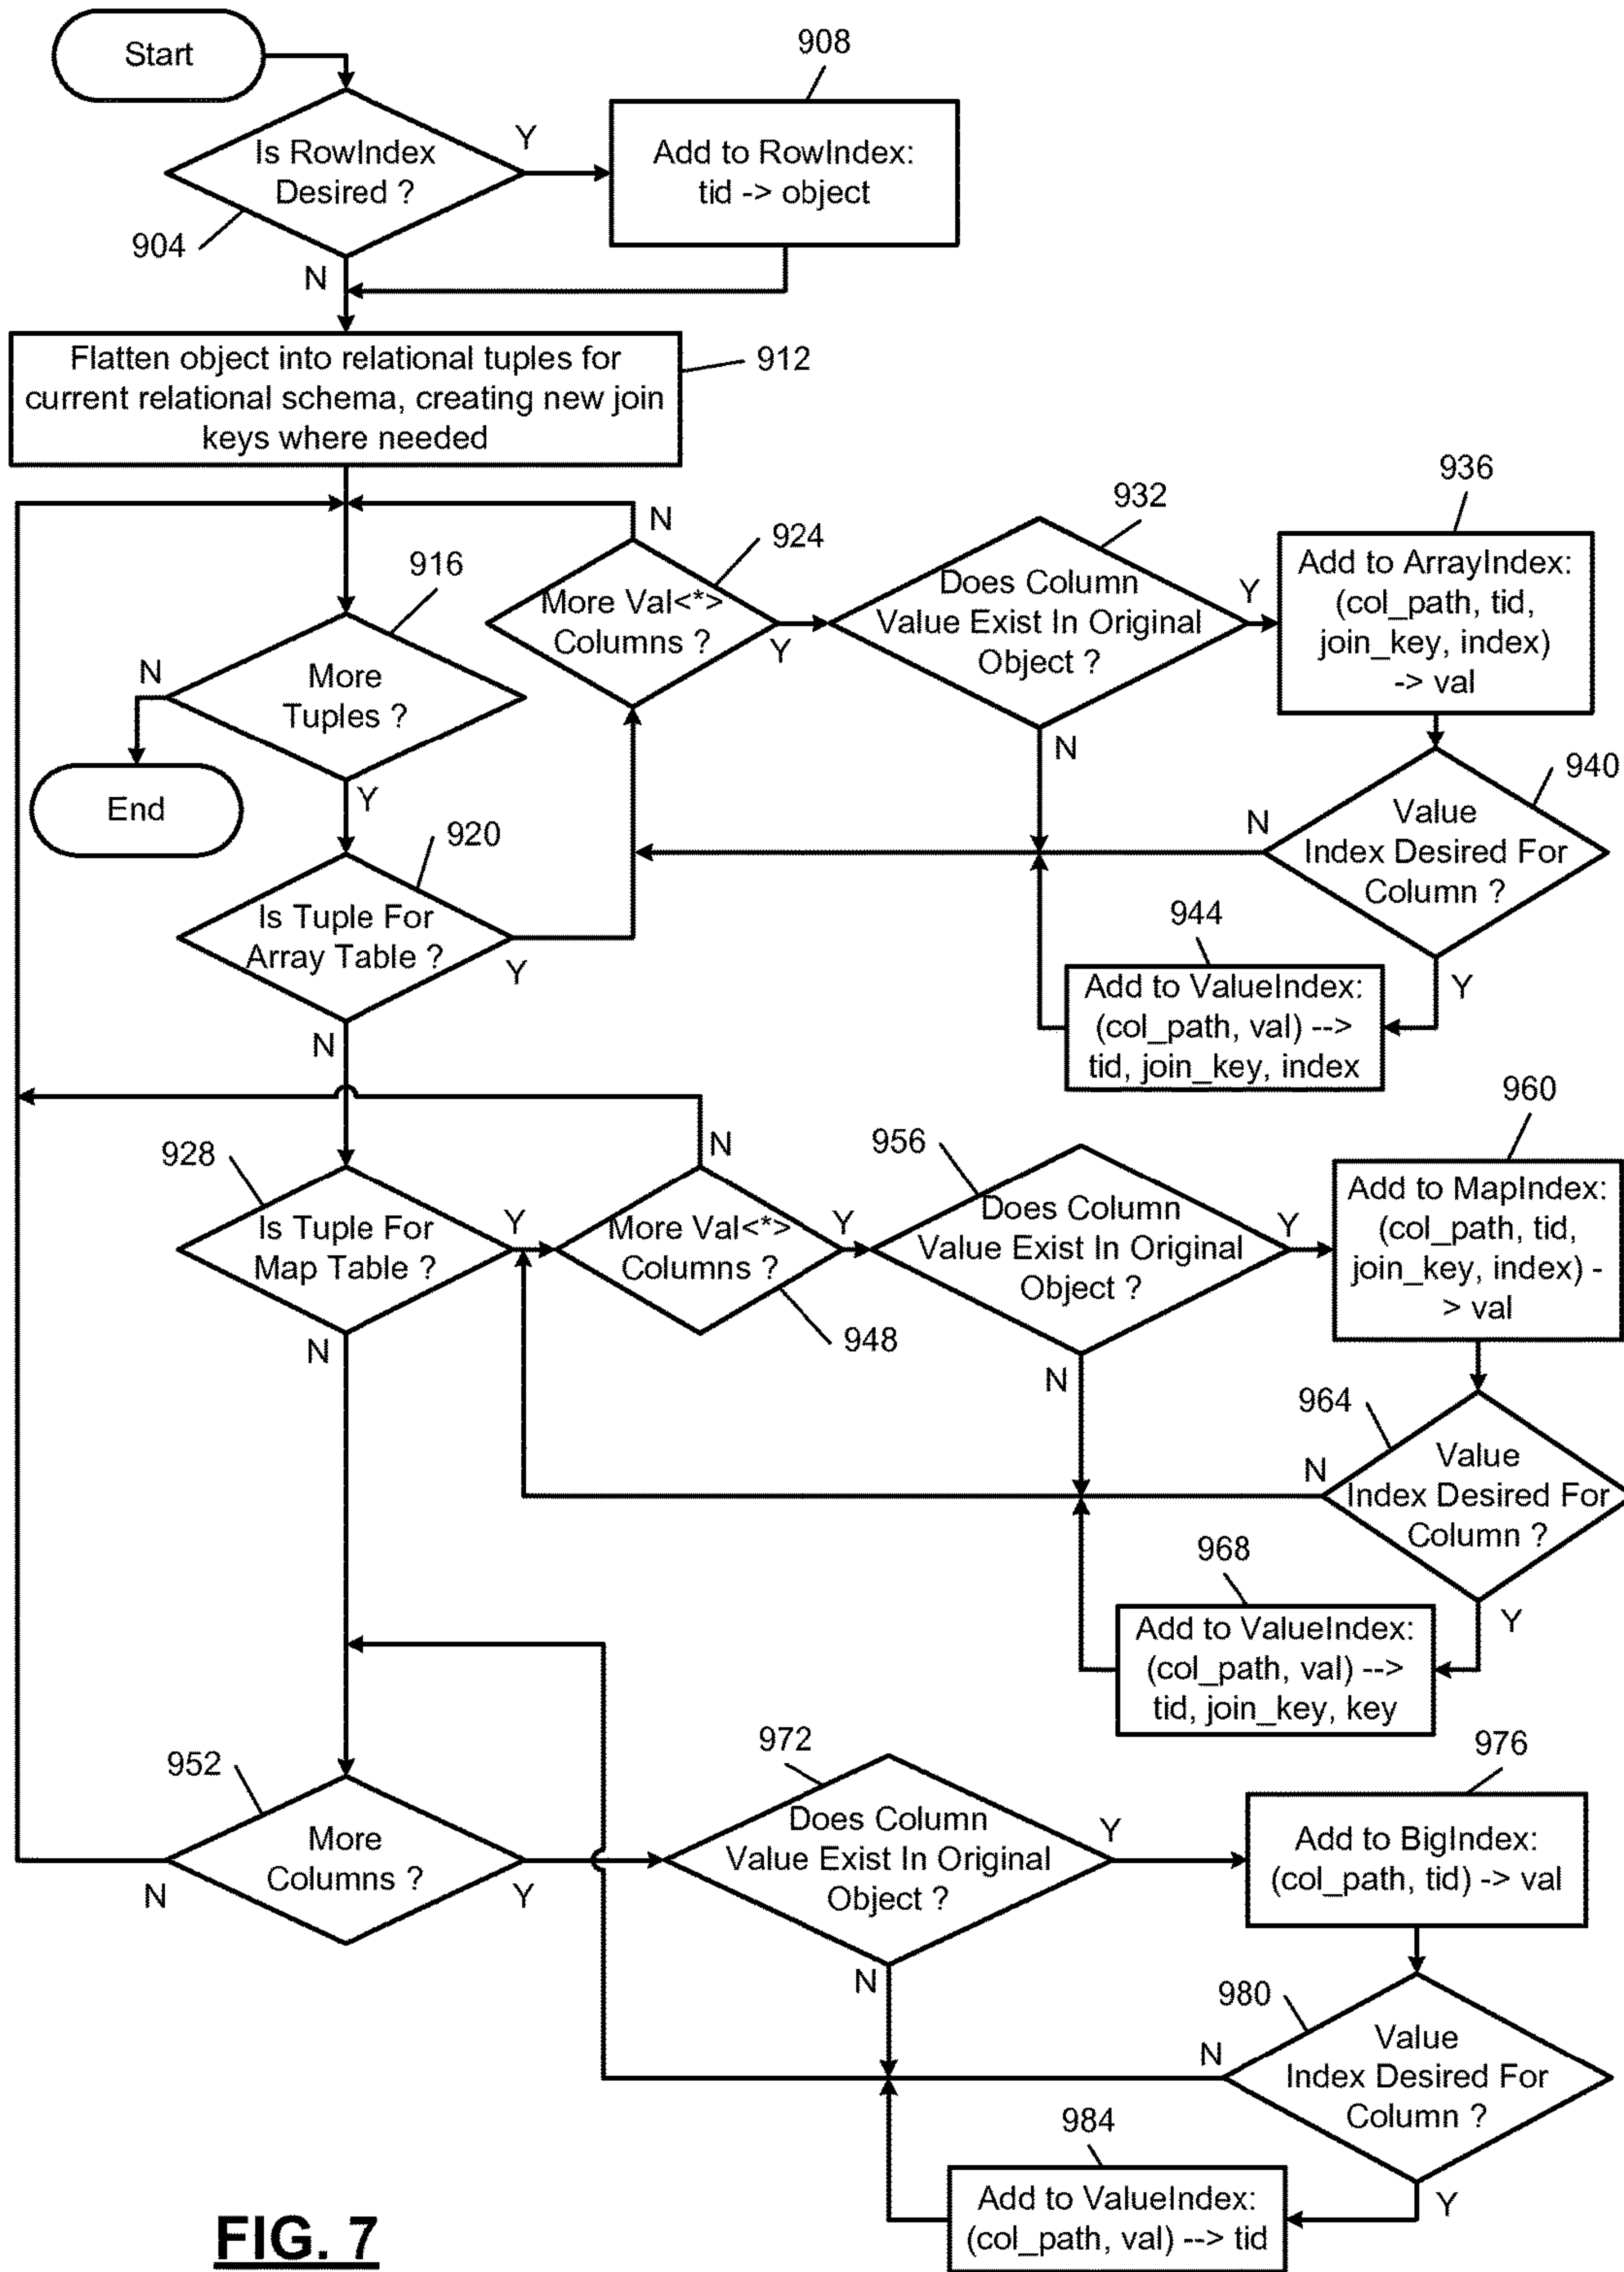 Start
908
Is RowIndex
Desired ?
Y
Add to RowIndex:
tid -> object
904
N
Flatten object into relational tuples for
current relational schema, creating new join
keys where needed
912
916
More
Tuples ?
N
End
Y
920
Is Tuple For
Array Table ?
Y
N
N
924
More Val<*>
Columns ?
Y
932
Does Column
Value Exist In Original
Object ?
Y
N
936
Add to ArrayIndex:
(col_path, tid,
join_key, index)
-> val
940
Value
Index Desired For
Column ?
N
Y
944
Add to ValueIndex:
(col_path, val) -->
tid, join_key, index
928
Is Tuple For
Map Table ?
Y
N
N
More Val<*>
Columns ?
Y
948
956
Does Column
Value Exist In Original
Object ?
Y
N
960
Add to MapIndex:
(col_path, tid,
join_key, index) -
> val
964
Value
Index Desired For
Column ?
N
Y
968
Add to ValueIndex:
(col_path, val) -->
tid, join_key, key
952
More
Columns ?
N
Y
972
Does Column
Value Exist In Original
Object ?
Y
N
976
Add to BigIndex:
(col_path, tid) -> val
980
Value
Index Desired For
Column ?
N
Y
984
Add to ValueIndex:
(col_path, val) --> tid
FIG. 7